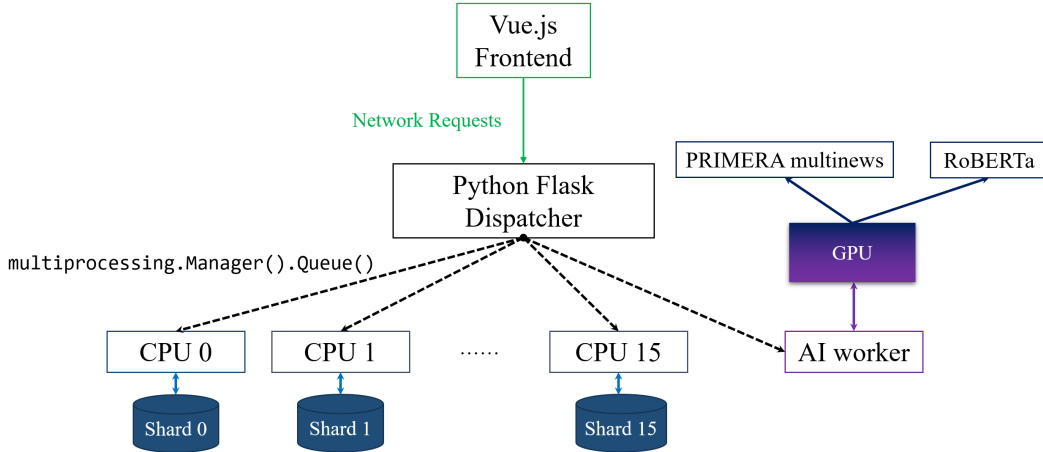 Vue.js
Frontend
Network Requests
PRIMERA multinews
RoBERTa
Python Flask
Dispatcher
GPU
multiprocessing.Manager().Queue()
CPU 0
CPU 1
......
CPU 15
AI worker
Shard 0
Shard 1
Shard 15